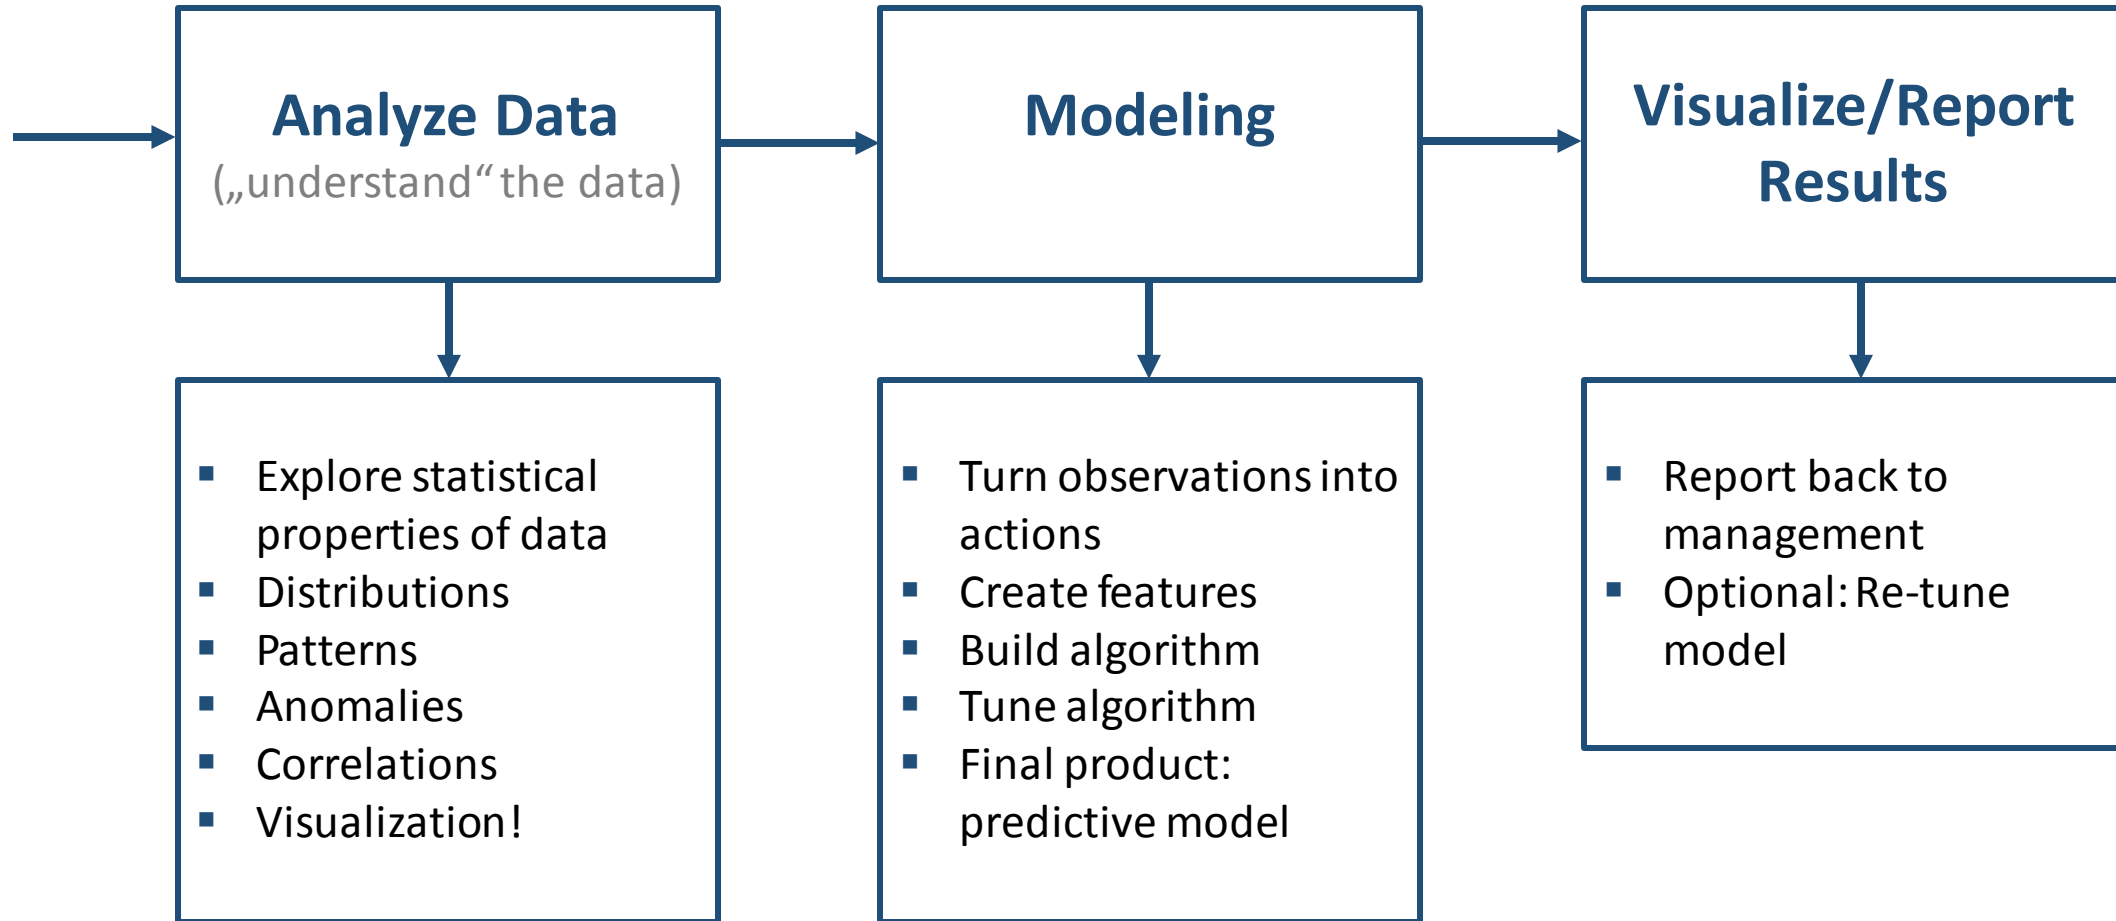 Analyze Data
(„understand“ the data)
Modeling
Visualize/Report
Results
▪ Explore statistical
properties of data
▪ Distributions
▪ Patterns
▪ Anomalies
▪ Correlations
▪ Visualization!
▪ Turn observations into
actions
▪ Create features
▪ Build algorithm
▪ Tune algorithm
▪ Final product:
predictive model
▪ Report back to
management
▪ Optional: Re-tune
model